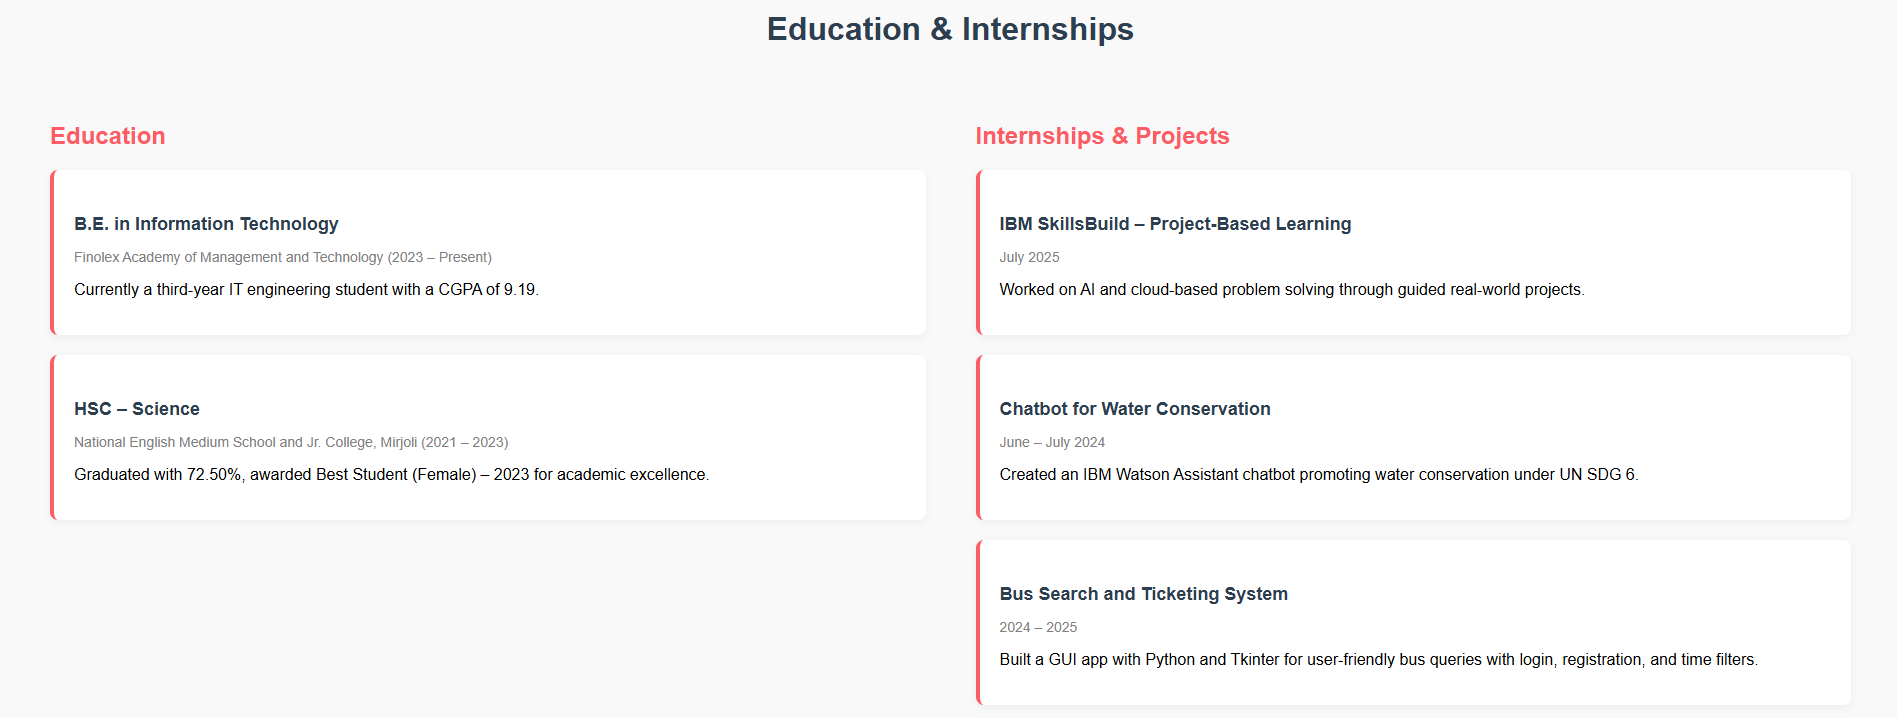 Education & Internships
Education
B.E. in Information Technology
Finolex Academy of Management and Technology (2023 – Present)
Currently a third-year IT engineering student with a CGPA of 9.19.
HSC – Science
National English Medium School and Jr. College, Mirjoli (2021 – 2023)
Graduated with 72.50%, awarded Best Student (Female) – 2023 for academic excellence.
Internships & Projects
IBM SkillsBuild – Project-Based Learning
July 2025
Worked on AI and cloud-based problem solving through guided real-world projects.
Chatbot for Water Conservation
June – July 2024
Created an IBM Watson Assistant chatbot promoting water conservation under UN SDG 6.
Bus Search and Ticketing System
2024 – 2025
Built a GUI app with Python and Tkinter for user-friendly bus queries with login, registration, and time filters.